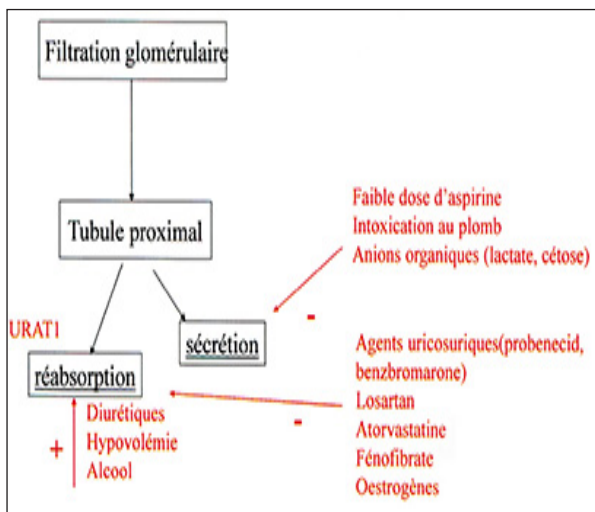 Filtration glomérulaire
Tubule proximal
Faible dose d'aspirine
Intoxication au plomb
Anions organiques (lactate, cétose)
-
URAT1
sécrétion
réabsorption
Agents uricosuriques(probenecid,
benzbromarone)
Losartan
Atorvastatine
Fénofibrate
Oestrogènes
-
+
Diurétiques
Hypovolémie
Alcool